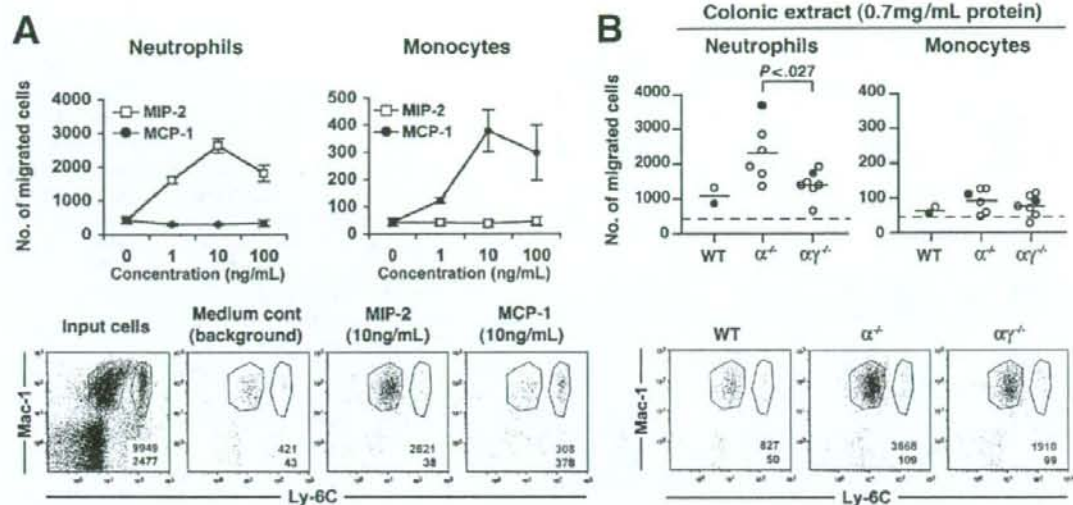 A
Neutrophils
No. of migrated cells
4000
3000
2000
1000
0
MIP-2
MCP-1
0 1 10 100
Concentration (ng/mL)
Monocytes
500
400
300
200
100
0
MIP-2
MCP-1
0 1 10 100
Concentration (ng/mL)
Input cells
Medium cont
(background)
MIP-2
(10ng/mL)
MCP-1
(10ng/mL)
Mac-1
9949
2477
421
43
2621
38
308
378
Ly-6C
B
Colonic extract (0.7mg/mL protein)
Neutrophils
P<.027
No. of migrated cells
4000
3000
2000
1000
0
WT α-/- αγ-/-
Monocytes
400
300
200
100
0
WT α-/- αγ-/-
WT
α-/-
αγ-/-
Mac-1
827
50
3668
109
1910
99
Ly-6C